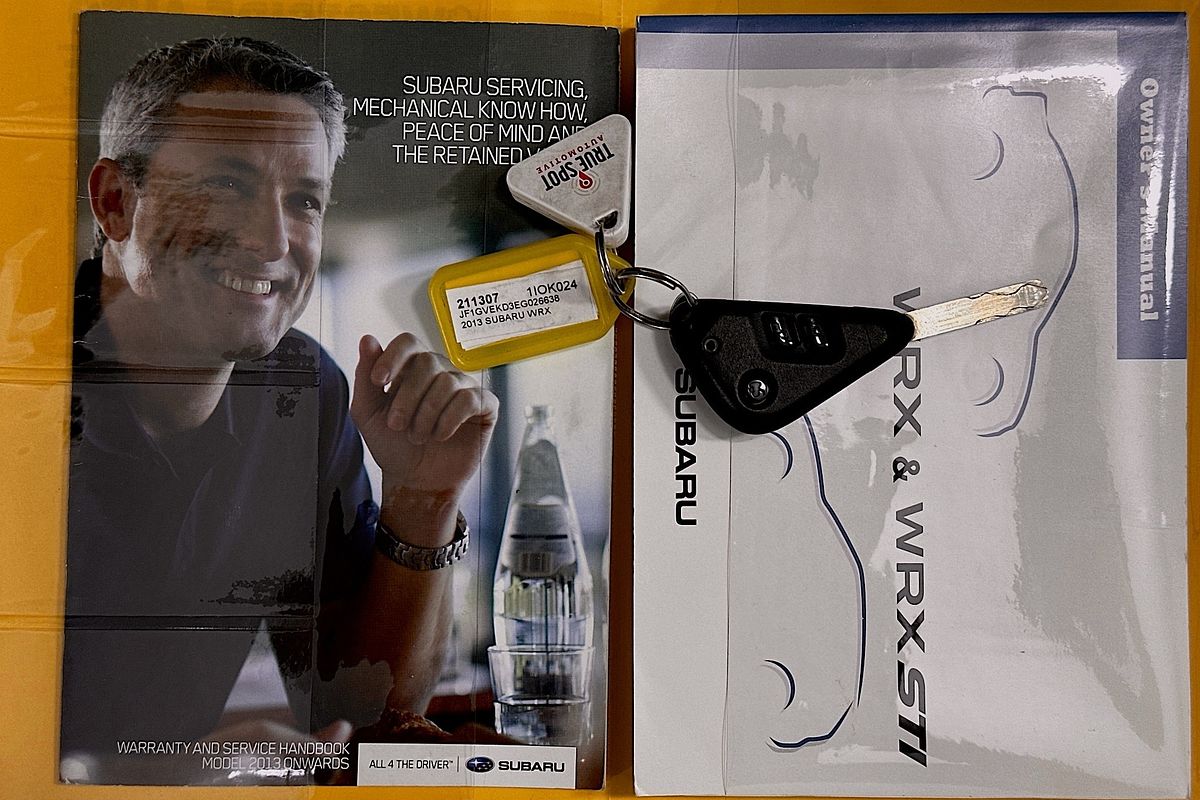 SUBARU SERVICING,
MECHANICAL KNOW HOW,
PEACE OF MIND AND
THE RETAINED
TRUE SPOT
AUTOMOTIVE
211307 1IOK024
JF1GVEKD3EG026638
2013 SUBARU WRX
WARRANTY AND SERVICE HANDBOOK
MODEL 2013 ONWARDS
ALL 4 THE DRIVER™ SUBARU
Owner's Manual
WRX & WRX STI
SUBARU